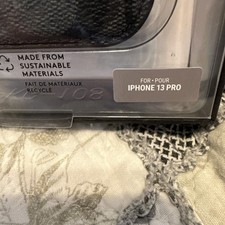 MADE FROM
SUSTAINABLE
MATERIALS
FAIT DE MATÉRIAUX
RECYCLÉ
FOR • POUR
IPHONE 13 PRO